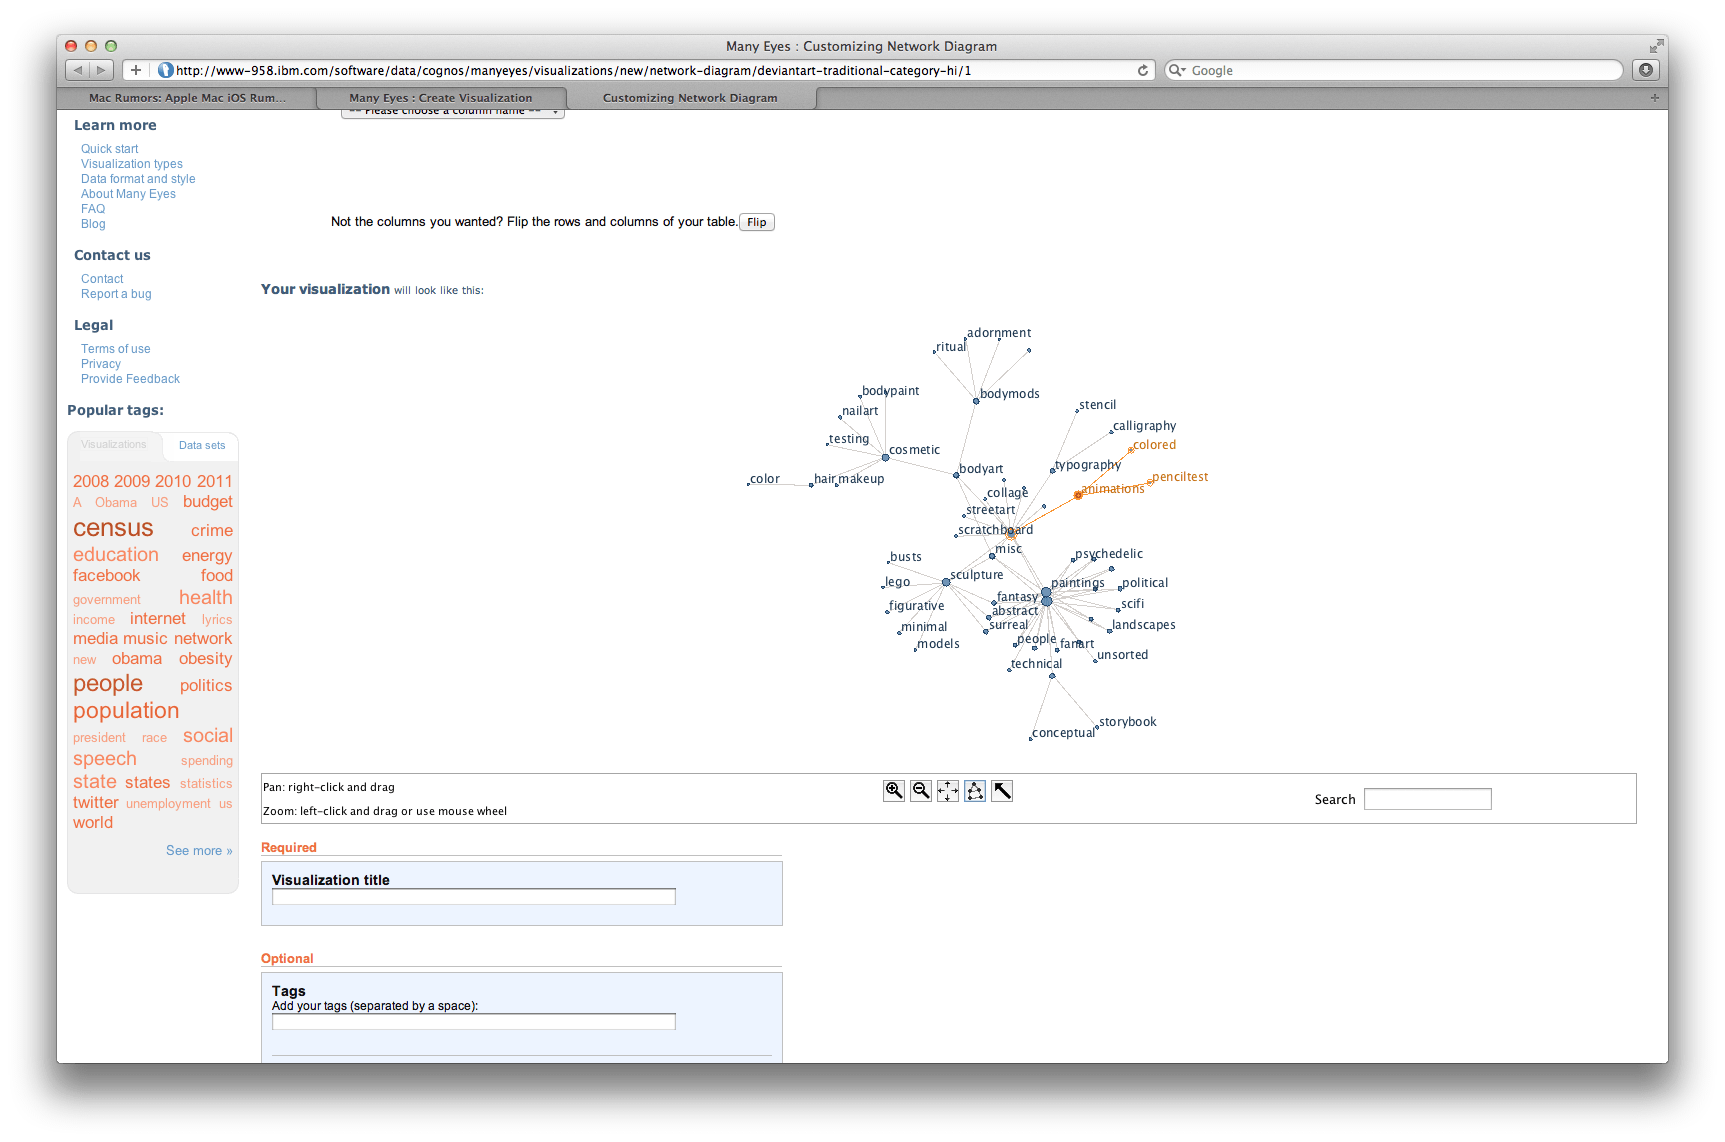 Many Eyes : Customizing Network Diagram
http://www-958.ibm.com/software/data/cognos/manyeyes/visualizations/new/network-diagram/deviantart-traditional-category-hi/1
Google
Mac Rumors: Apple Mac iOS Rum...
Many Eyes : Create Visualization
Customizing Network Diagram
== Please choose a column name ==
Learn more
Quick start
Visualization types
Data format and style
About Many Eyes
FAQ
Blog
Contact us
Contact
Report a bug
Legal
Terms of use
Privacy
Provide Feedback
Popular tags:
Visualizations
Data sets
2008 2009 2010 2011
A Obama US budget
census crime
education energy
facebook food
government health
income internet lyrics
media music network
new obama obesity
people politics
population
president race social
speech spending
state states statistics
twitter unemployment us
world
See more »
Not the columns you wanted? Flip the rows and columns of your table. Flip
Your visualization will look like this:
adornment
ritual
bodypaint
bodymods
nailart
stencil
calligraphy
testing
colored
cosmetic
typography
bodyart
color
hair
makeup
penciltest
animations
collage
streetart
scratchboard
misc
psychedelic
busts
sculpture
paintings
political
lego
fantasy
scifi
figurative
abstract
minimal
surreal
landscapes
models
people
fanart
unsorted
technical
storybook
conceptual
Pan: right-click and drag
Zoom: left-click and drag or use mouse wheel
Search
Required
Visualization title
Optional
Tags
Add your tags (separated by a space):